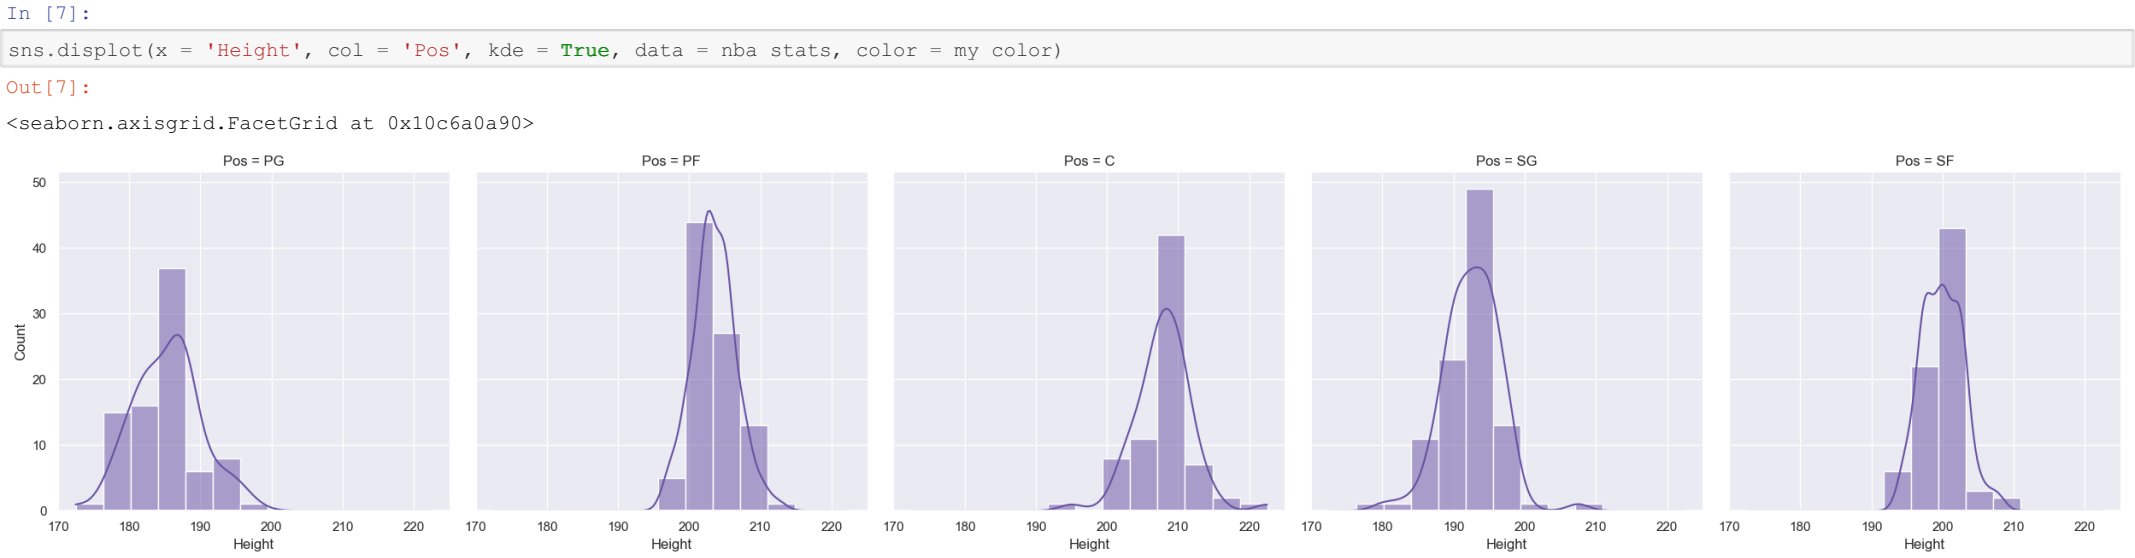 In [7]:
sns.displot(x = 'Height', col = 'Pos', kde = True, data = nba stats, color = my color)
Out[7]:
<seaborn.axisgrid.FacetGrid at 0x10c6a0a90>
Pos = PG Pos = PF Pos = C Pos = SG Pos = SF
50
40
30
20
10
0
Count
170 180 190 200 210 220 170 180 190 200 210 220 170 180 190 200 210 220 170 180 190 200 210 220 170 180 190 200 210 220
Height Height Height Height Height